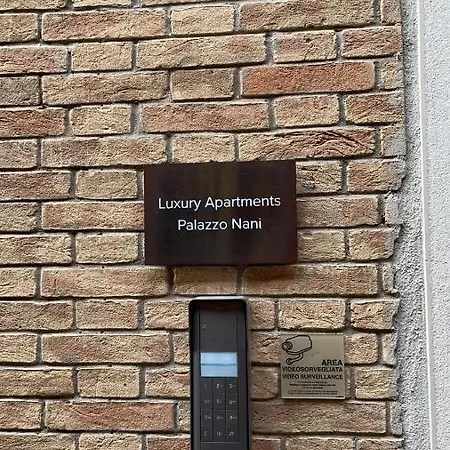 Luxury Apartments
Palazzo Nani
AREA
VIDEOSORVEGLIATA
VIDEO SURVEILLANCE